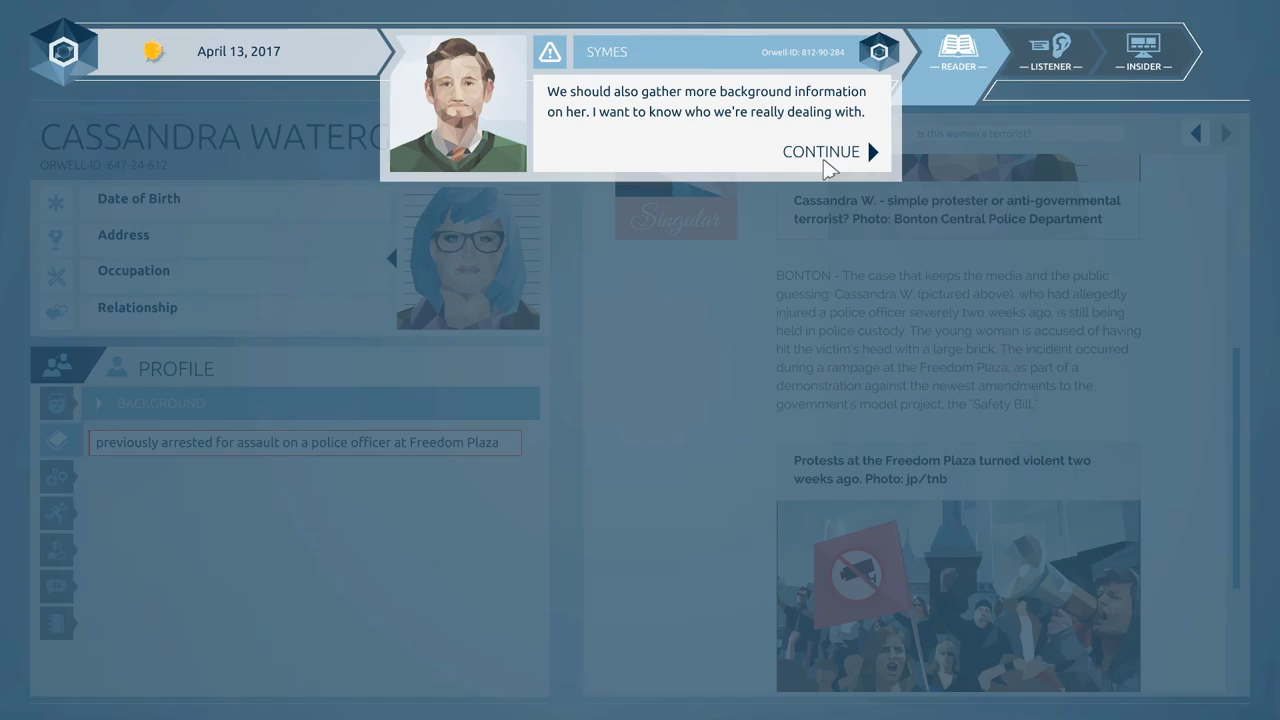 April 13, 2017
SYMES
Orwell-ID: 812-90-284
We should also gather more background information
on her. I want to know who we're really dealing with.
CONTINUE
— READER —
— LISTENER —
— INSIDER —
CASSANDRA WATERG
ORWELL-ID 647-24-612
Date of Birth
Address
Occupation
Relationship
PROFILE
BACKGROUND
previously arrested for assault on a police officer at Freedom Plaza
Is this woman a terrorist?
Singular
Cassandra W. - simple protester or anti-governmental
terrorist? Photo: Bonton Central Police Department
BONTON - The case that keeps the media and the public
guessing: Cassandra W. (pictured above), who had allegedly
injured a police officer severely two weeks ago, is still being
held in police custody. The young woman is accused of having
hit the victim's head with a large brick. The incident occurred
during a rampage at the Freedom Plaza, as part of a
demonstration against the newest amendments to the
government's model project, the "Safety Bill."
Protests at the Freedom Plaza turned violent two
weeks ago. Photo: jp/tnb